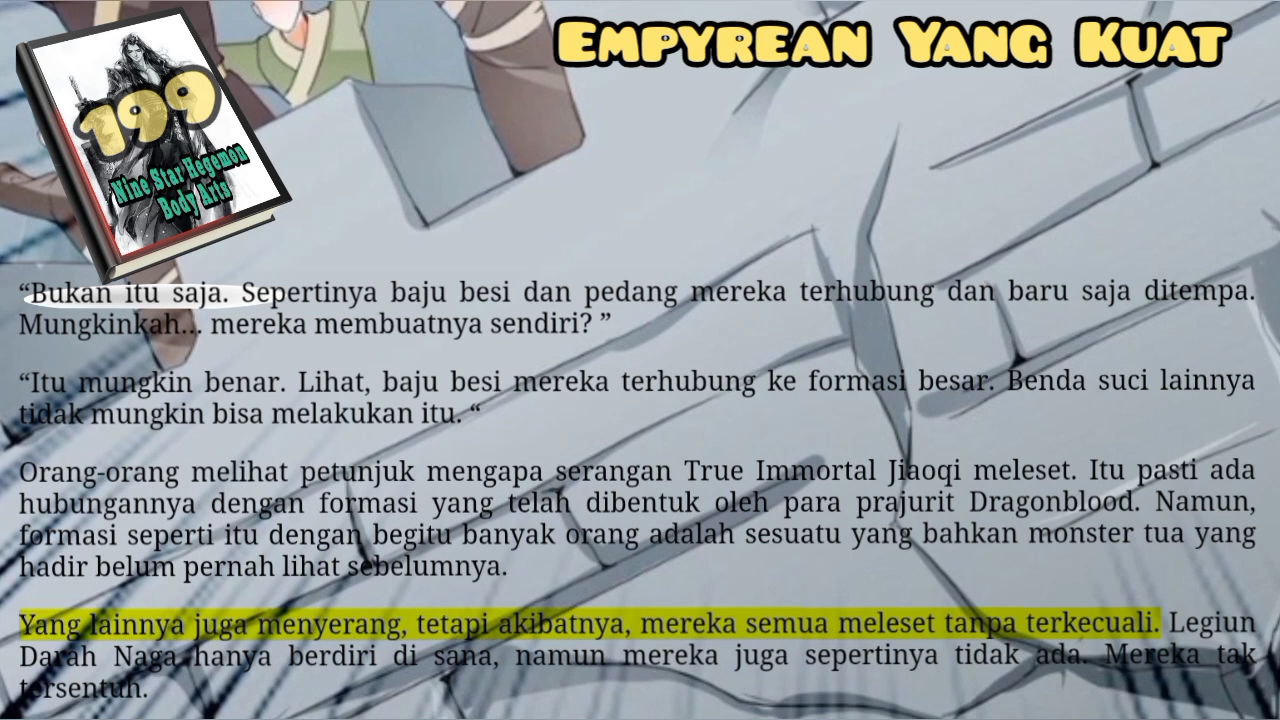 Empyrean Yang Kuat
199
Nine Star Hegemon
Body Arts
“Bukan itu saja. Sepertinya baju besi dan pedang mereka terhubung dan baru saja ditempa.
Mungkinkah... mereka membuatnya sendiri? ”
“Itu mungkin benar. Lihat, baju besi mereka terhubung ke formasi besar. Benda suci lainnya
tidak mungkin bisa melakukan itu. “
Orang-orang melihat petunjuk mengapa serangan True Immortal Jiaoqi meleset. Itu pasti ada
hubungannya dengan formasi yang telah dibentuk oleh para prajurit Dragonblood. Namun,
formasi seperti itu dengan begitu banyak orang adalah sesuatu yang bahkan monster tua yang
hadir belum pernah lihat sebelumnya.
Yang lainnya juga menyerang, tetapi akibatnya, mereka semua meleset tanpa terkecuali. Legiun
Darah Naga hanya berdiri di sana, namun mereka juga sepertinya tidak ada. Mereka tak
tersentuh.